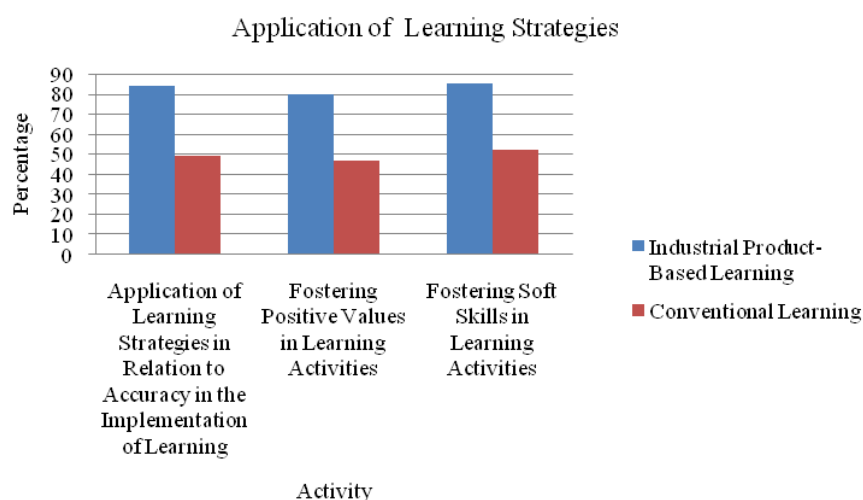 Application of Learning Strategies
90
80
70
60
50
40
30
20
10
0
Percentage
Application of
Learning
Strategies in
Relation to
Accuracy in the
Implementation
of Learning
Fostering
Positive Values
in Learning
Activities
Fostering Soft
Skills in
Learning
Activities
Activity
Industrial Product-
Based Learning
Conventional Learning